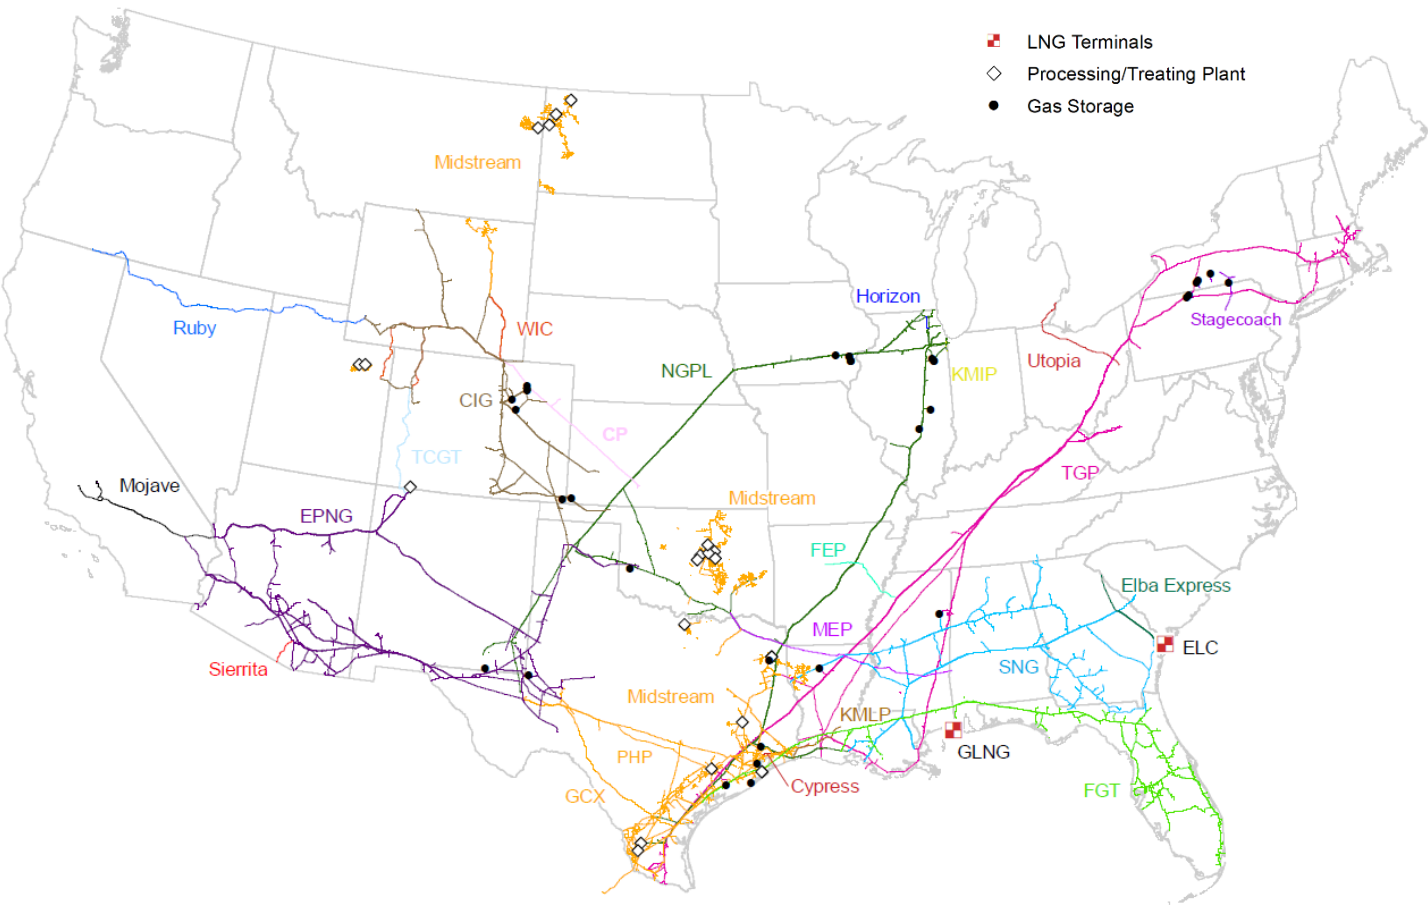 LNG Terminals
Processing/Treating Plant
Gas Storage
Midstream
Horizon
Ruby
WIC
Stagecoach
Utopia
NGPL
KMIP
CIG
CP
TCGT
TGP
Mojave
Midstream
EPNG
FEP
Elba Express
MEP
ELC
Sierrita
SNG
Midstream
KMLP
GLNG
PHP
Cypress
FGT
GCX